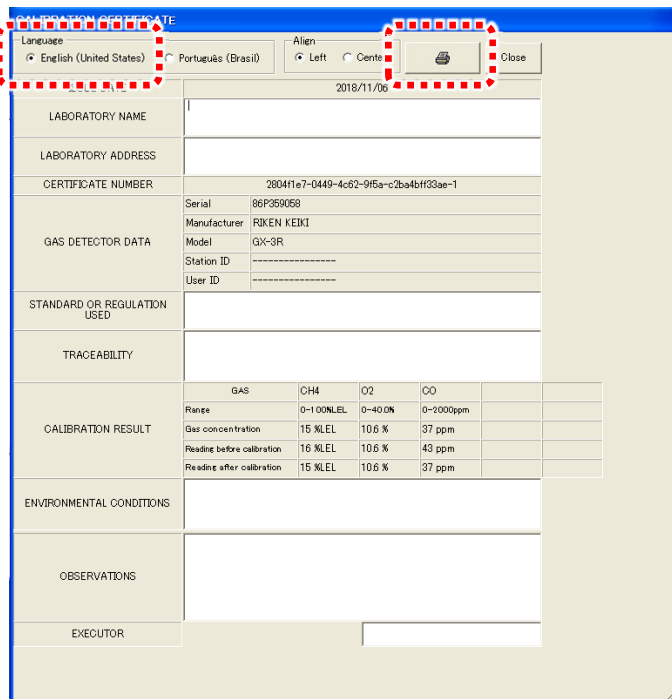 CALIBRATION CERTIFICATE
Language
English (United States)
Português (Brasil)
Align
Left
Center
Close
ISSUE DATE 2018/11/06
LABORATORY NAME
LABORATORY ADDRESS
CERTIFICATE NUMBER 2804f1e7-0449-4c62-9f5a-c2ba4bff33ae-1
GAS DETECTOR DATA
Serial 86P359058
Manufacturer RIKEN KEIKI
Model GX-3R
Station ID ----------------
User ID ----------------
STANDARD OR REGULATION
USED
TRACEABILITY
CALIBRATION RESULT
GAS CH4 O2 CO
Range 0-100%LEL 0-40.0% 0-2000ppm
Gas concentration 15 %LEL 10.6 % 37 ppm
Reading before calibration 16 %LEL 10.6 % 43 ppm
Reading after calibration 15 %LEL 10.6 % 37 ppm
ENVIRONMENTAL CONDITIONS
OBSERVATIONS
EXECUTOR